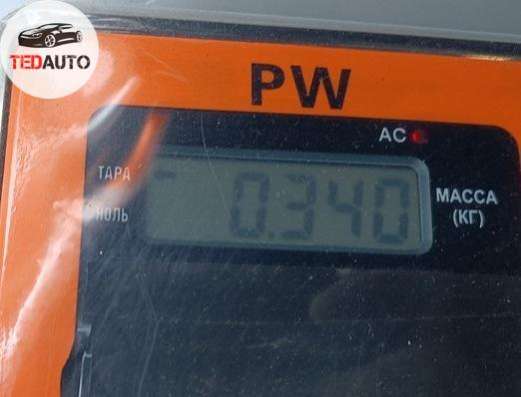 TEDAUTO
PW
AC
ТАРА
0.340
МАССА
(КГ)
НОЛЬ